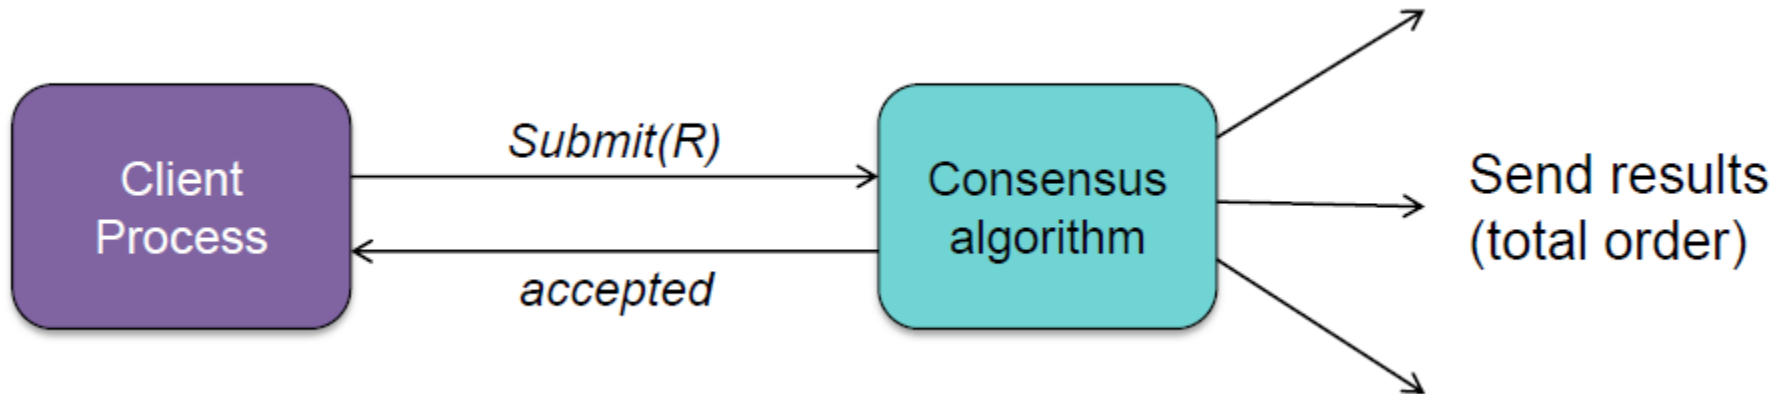 Client
Process
Submit(R)
accepted
Consensus
algorithm
Send results
(total order)